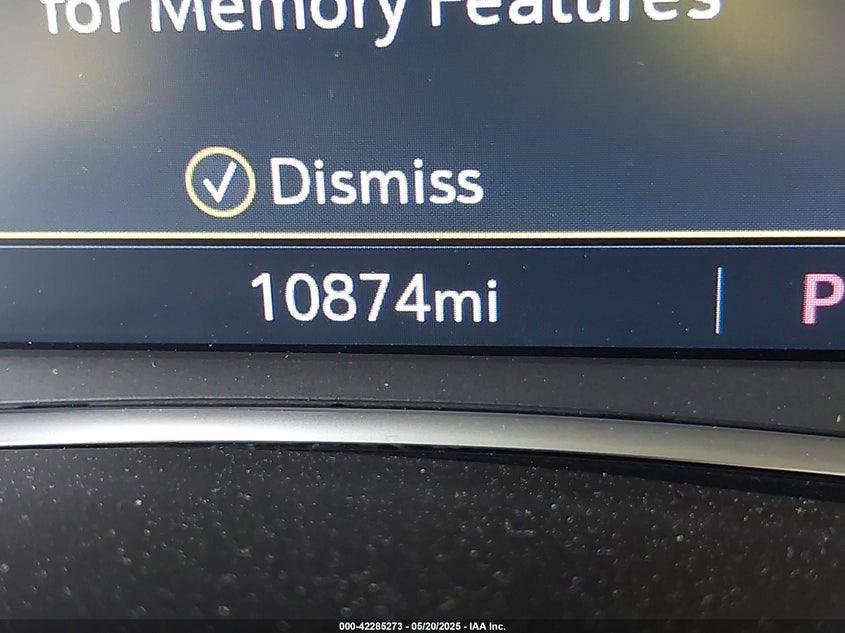 for Memory Features
Dismiss
10874mi
P
000-42285273 - 05/20/2025 - IAA Inc.